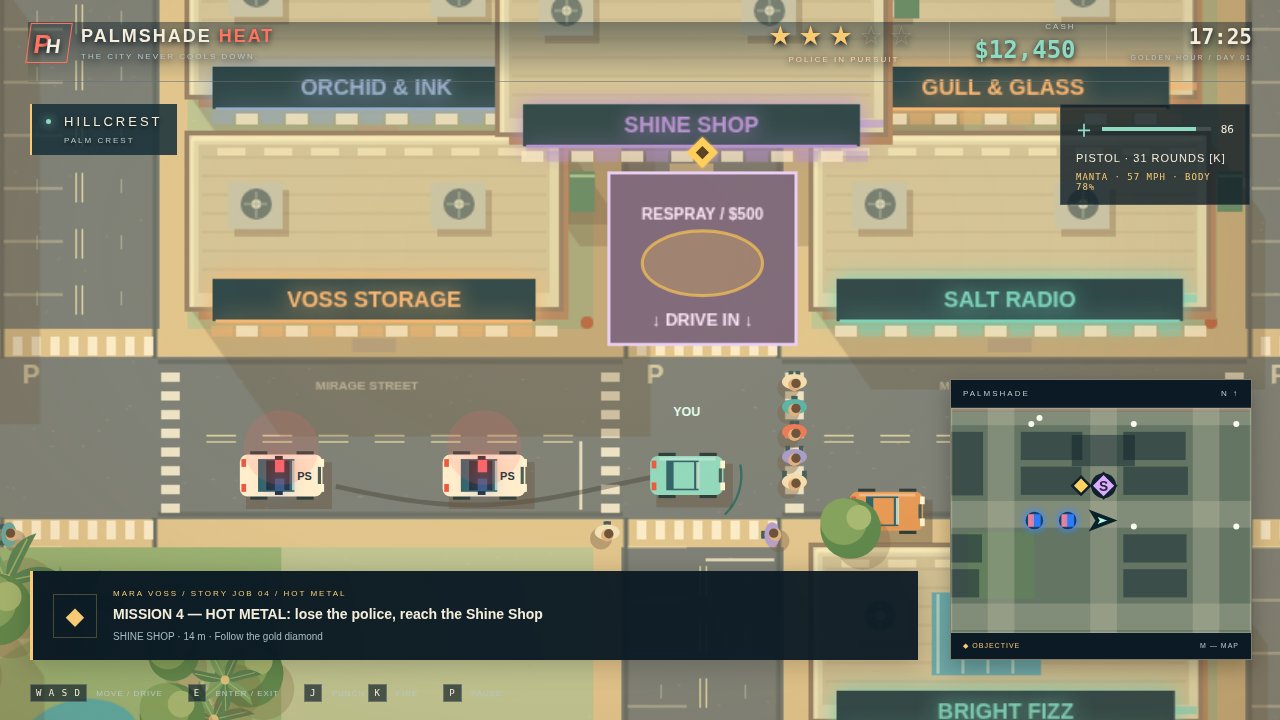 PH
PALMSHADE HEAT
THE CITY NEVER COOLS DOWN
★★★☆☆
POLICE IN PURSUIT
CASH
$12,450
17:25
GOLDEN HOUR / DAY 01
HILLCREST
PALM CREST
86
PISTOL · 31 ROUNDS [K]
MANTA · 57 MPH · BODY
78%
ORCHID & INK
SHINE SHOP
GULL & GLASS
RESPRAY / $500
↓ DRIVE IN ↓
VOSS STORAGE
SALT RADIO
P
P
P
MIRAGE STREET
M
YOU
PS
PS
PALMSHADE
N ↑
S
◆ OBJECTIVE
M — MAP
MARA VOSS / STORY JOB 04 / HOT METAL
MISSION 4 — HOT METAL: lose the police, reach the Shine Shop
SHINE SHOP · 14 m · Follow the gold diamond
W A S D MOVE / DRIVE
E ENTER / EXIT
J PUNCH
K FIRE
P PAUSE
BRIGHT FIZZ